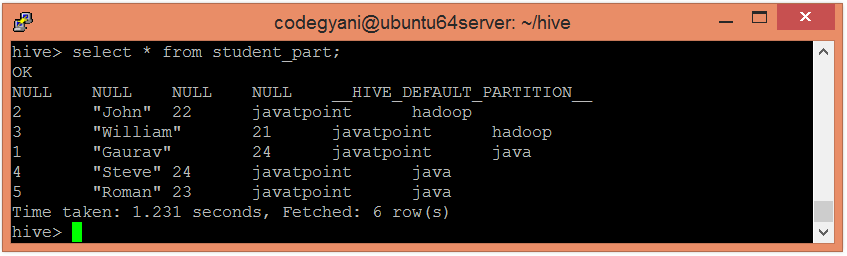 codegyani@ubuntu64server: ~/hive
hive> select * from student_part;
OK
NULL    NULL    NULL    NULL    __HIVE_DEFAULT_PARTITION__
2       "John"  22      javatpoint      hadoop
3       "William"       21      javatpoint      hadoop
1       "Gaurav"        24      javatpoint      java
4       "Steve" 24      javatpoint      java
5       "Roman" 23      javatpoint      java
Time taken: 1.231 seconds, Fetched: 6 row(s)
hive>